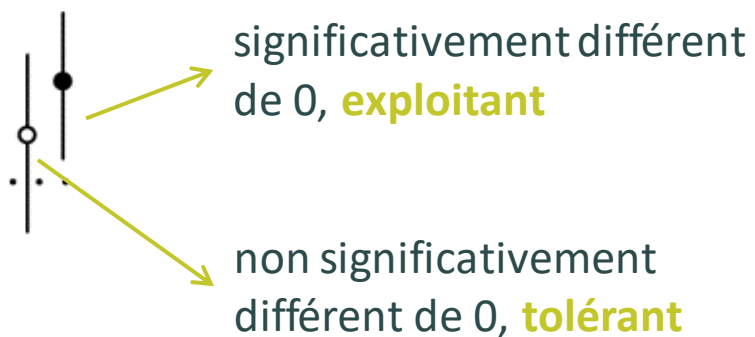 significativement différent
de 0, exploitant
non significativement
différent de 0, tolérant